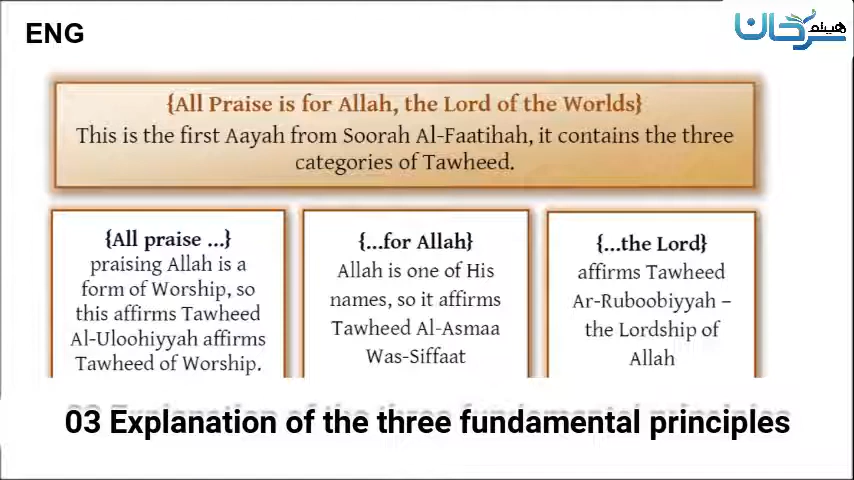 ENG
هيثم
سرحان
{All Praise is for Allah, the Lord of the Worlds}
This is the first Aayah from Soorah Al-Faatihah, it contains the three
categories of Tawheed.
{All praise ...}
praising Allah is a
form of Worship, so
this affirms Tawheed
Al-Uloohiyyah affirms
Tawheed of Worship.
{...for Allah}
Allah is one of His
names, so it affirms
Tawheed Al-Asmaa
Was-Siffaat
{...the Lord}
affirms Tawheed
Ar-Ruboobiyyah –
the Lordship of
Allah
03 Explanation of the three fundamental principles